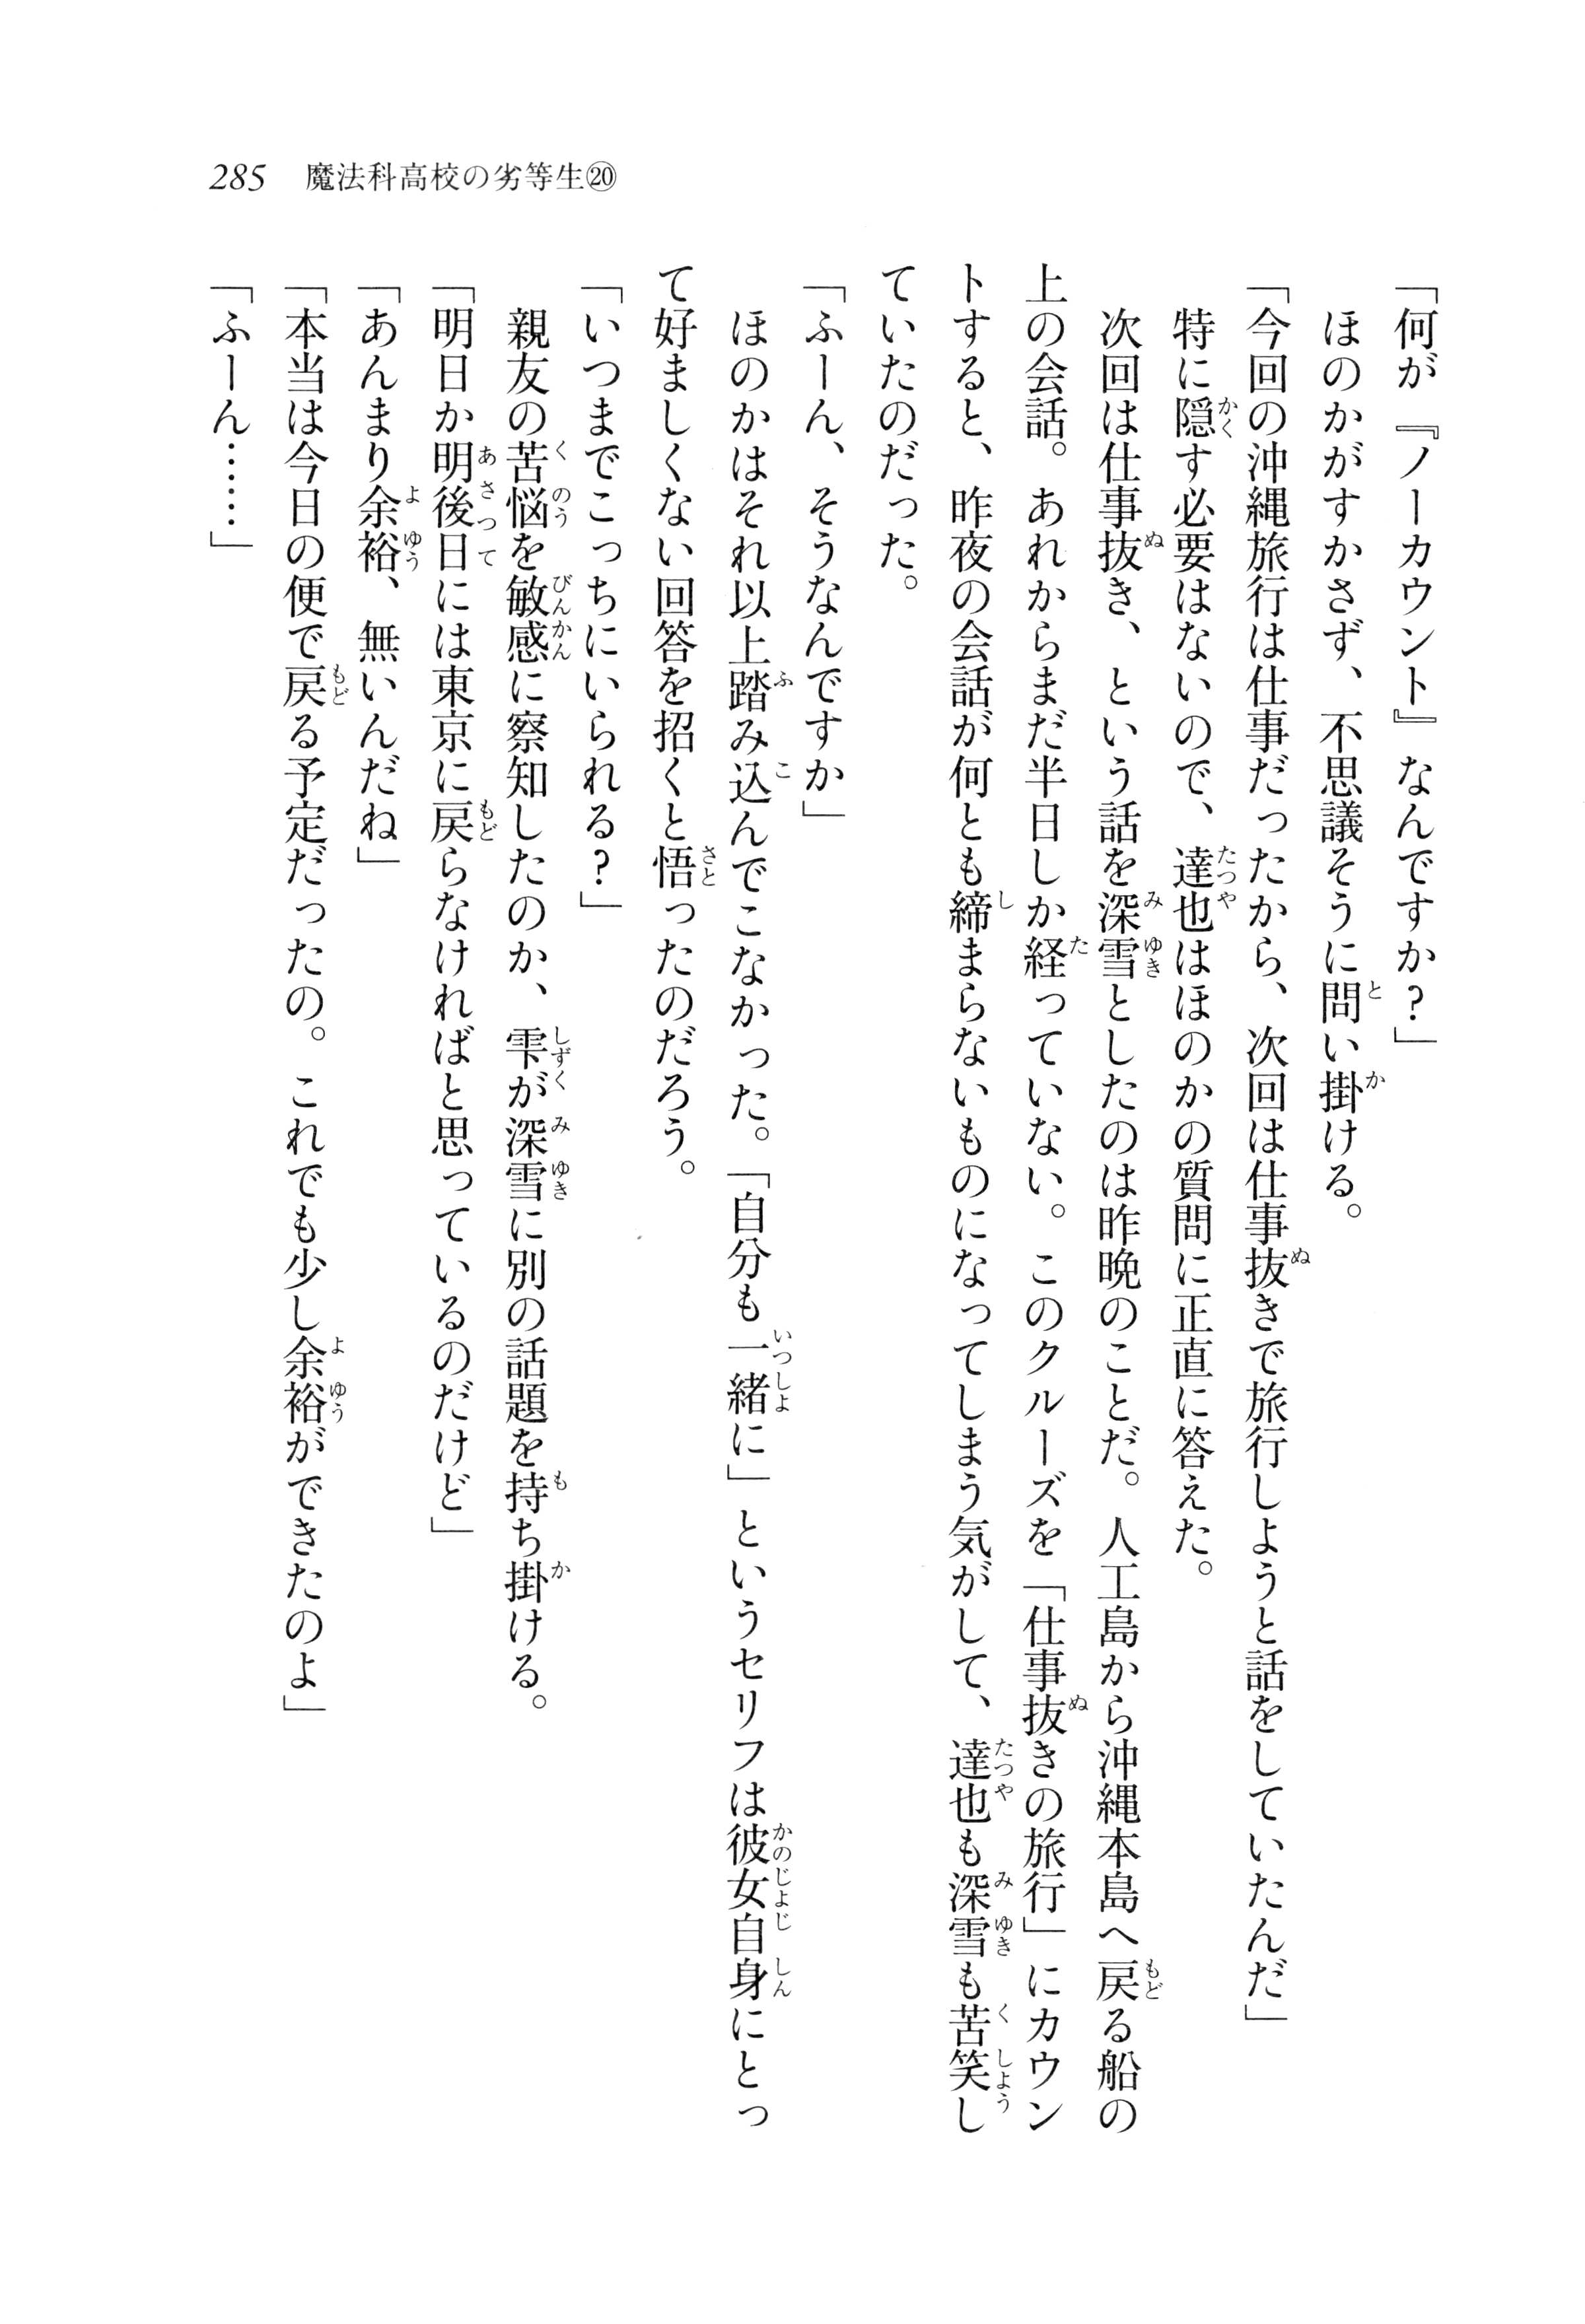 285　魔法科高校の劣等生⑳
「何が『ノーカウント』なんですか？」
　ほのかがすかさず、不思議そうに問い掛ける。
「今回の沖縄旅行は仕事だったから、次回は仕事抜きで旅行しようと話をしていたんだ」
　特に隠す必要はないので、達也はほのかの質問に正直に答えた。
　次回は仕事抜き、という話を深雪としたのは昨晩のことだ。人工島から沖縄本島へ戻る船の
上の会話。あれからまだ半日しか経っていない。このクルーズを「仕事抜きの旅行」にカウン
トすると、昨夜の会話が何とも締まらないものになってしまう気がして、達也も深雪も苦笑し
ていたのだった。
「ふーん、そうなんですか」
　ほのかはそれ以上踏み込んでこなかった。「自分も一緒に」というセリフは彼女自身にとっ
て好ましくない回答を招くと悟ったのだろう。
「いつまでこっちにいられる？」
　親友の苦悩を敏感に察知したのか、雫が深雪に別の話題を持ち掛ける。
「明日か明後日には東京に戻らなければと思っているのだけど」
「あんまり余裕、無いんだね」
「本当は今日の便で戻る予定だったの。これでも少し余裕ができたのよ」
「ふーん……」